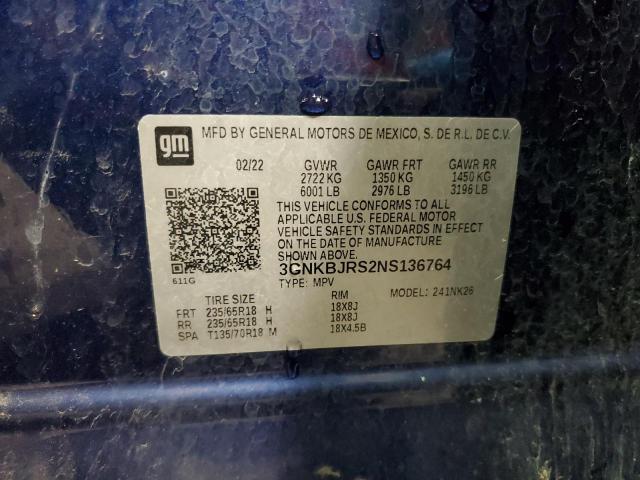 gm
MFD BY GENERAL MOTORS DE MEXICO, S. DE R.L. DE C.V.
02/22 GVWR GAWR FRT GAWR RR
2722 KG 1350 KG 1450 KG
6001 LB 2976 LB 3196 LB
THIS VEHICLE CONFORMS TO ALL
APPLICABLE U.S. FEDERAL MOTOR
VEHICLE SAFETY STANDARDS IN EFFECT
ON THE DATE OF MANUFACTURE
SHOWN ABOVE.
611G
3GNKBJRS2NS136764
TYPE: MPV MODEL: 241NK26
TIRE SIZE RIM
FRT 235/65R18 H 18X8J
RR 235/65R18 H 18X8J
SPA T135/70R18 M 18X4.5B